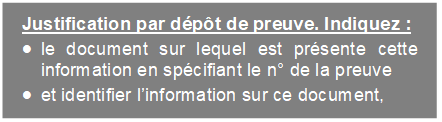 Justification par dépôt de preuve. Indiquez :
• le document sur lequel est présente cette
information en spécifiant le n° de la preuve
• et identifier l'information sur ce document,